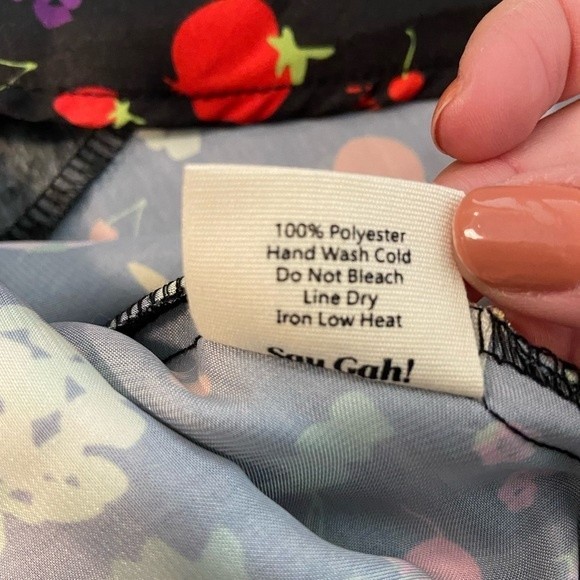 100% Polyester
Hand Wash Cold
Do Not Bleach
Line Dry
Iron Low Heat
Say Gah!